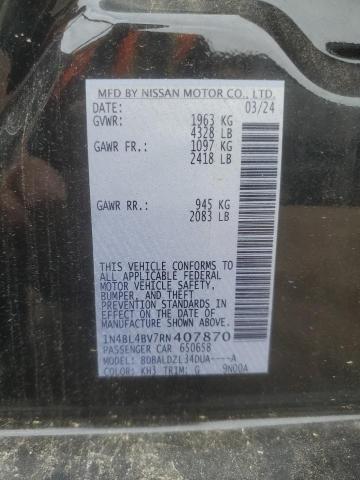 MFD BY NISSAN MOTOR CO., LTD.
DATE: 03/24
GVWR: 1963 KG
4328 LB
GAWR FR.: 1097 KG
2418 LB
GAWR RR.: 945 KG
2083 LB
THIS VEHICLE CONFORMS TO
ALL APPLICABLE FEDERAL
MOTOR VEHICLE SAFETY,
BUMPER, AND THEFT
PREVENTION STANDARDS IN
EFFECT ON THE DATE OF
MANUFACTURE SHOWN ABOVE.
1N4BL4BV7RN407870
PASSENGER CAR 650658
MODEL: BDBALDZL34DUA----A
COLOR: KH3 TRIM: G 9N00A